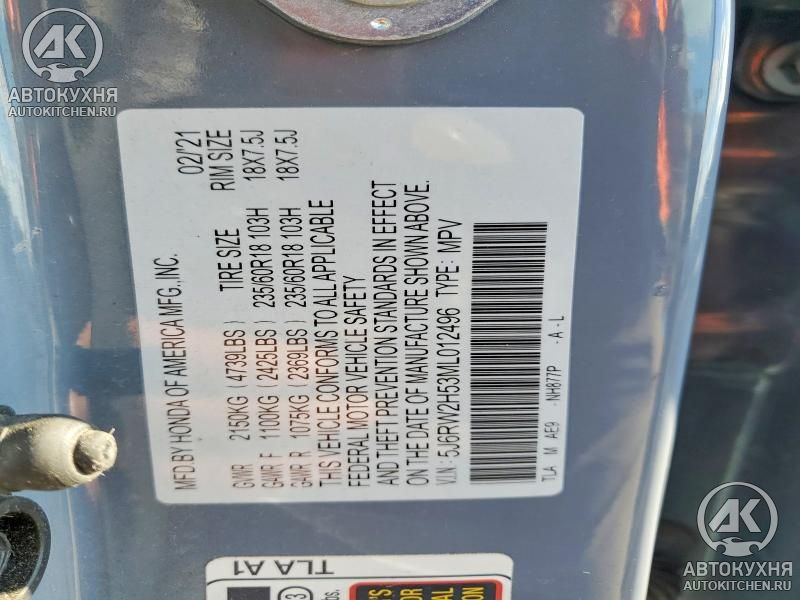 AK
АВТОКУХНЯ
AUTOKITCHEN.RU
MFD.BY HONDA OF AMERICA MFG.,INC. 02/'21
GVWR 2150KG ( 4739LBS ) TIRE SIZE RIM SIZE
GAWR F 1100KG ( 2425LBS ) 235/60R18 103H 18X7.5J
GAWR R 1075KG ( 2369LBS ) 235/60R18 103H 18X7.5J
THIS VEHICLE CONFORMS TO ALL APPLICABLE
FEDERAL MOTOR VEHICLE SAFETY
AND THEFT PREVENTION STANDARDS IN EFFECT
ON THE DATE OF MANUFACTURE SHOWN ABOVE.
V.I.N: 5J6RW2H53ML012496 TYPE: MPV
TLA M AE9 -NH877P -A -L
TLA A1
AK
АВТОКУХНЯ
AUTOKITCHEN.RU